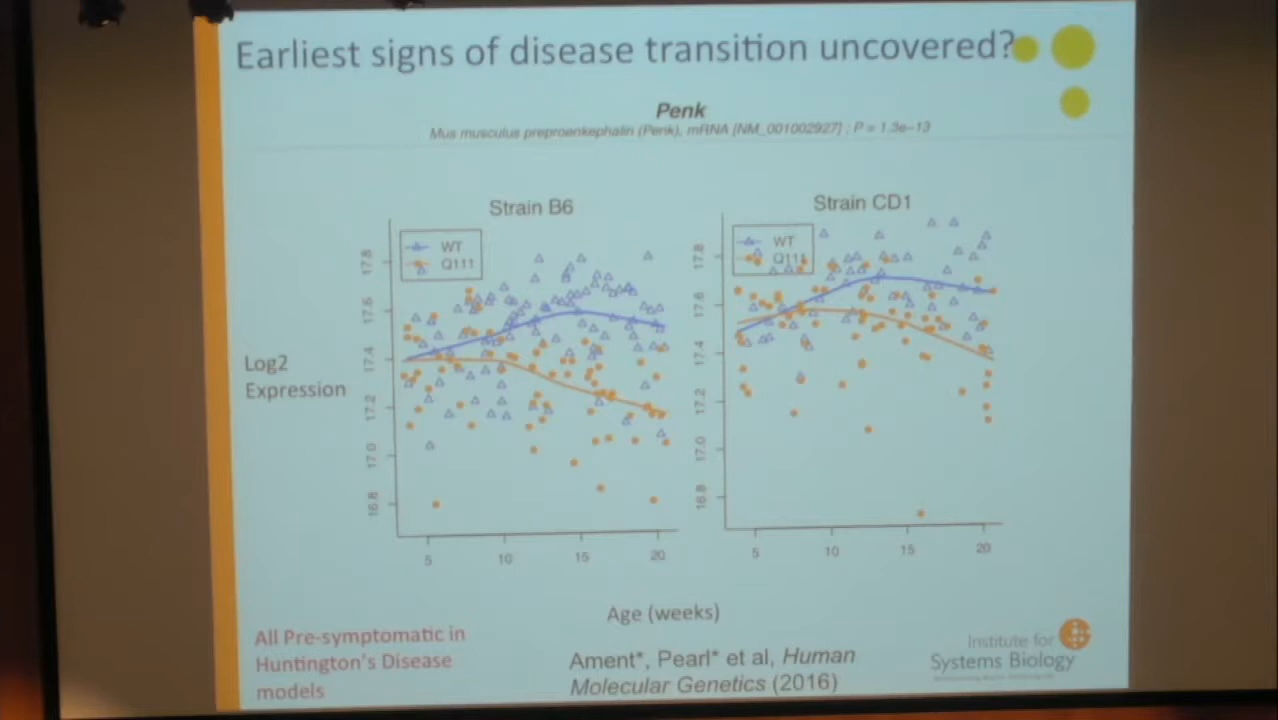 Earliest signs of disease transition uncovered?
Penk
Mus musculus preproenkephalin (Penk), mRNA [NM_001002927] ; P = 1.3e−13
Strain B6
WT
Q111
17.8
17.6
17.4
17.2
17.0
16.8
5 10 15 20
Strain CD1
WT
Q111
17.8
17.6
17.4
17.2
17.0
16.8
5 10 15 20
Log2
Expression
Age (weeks)
All Pre-symptomatic in
Huntington's Disease
models
Ament*, Pearl* et al, Human
Molecular Genetics (2016)
Institute for
Systems Biology